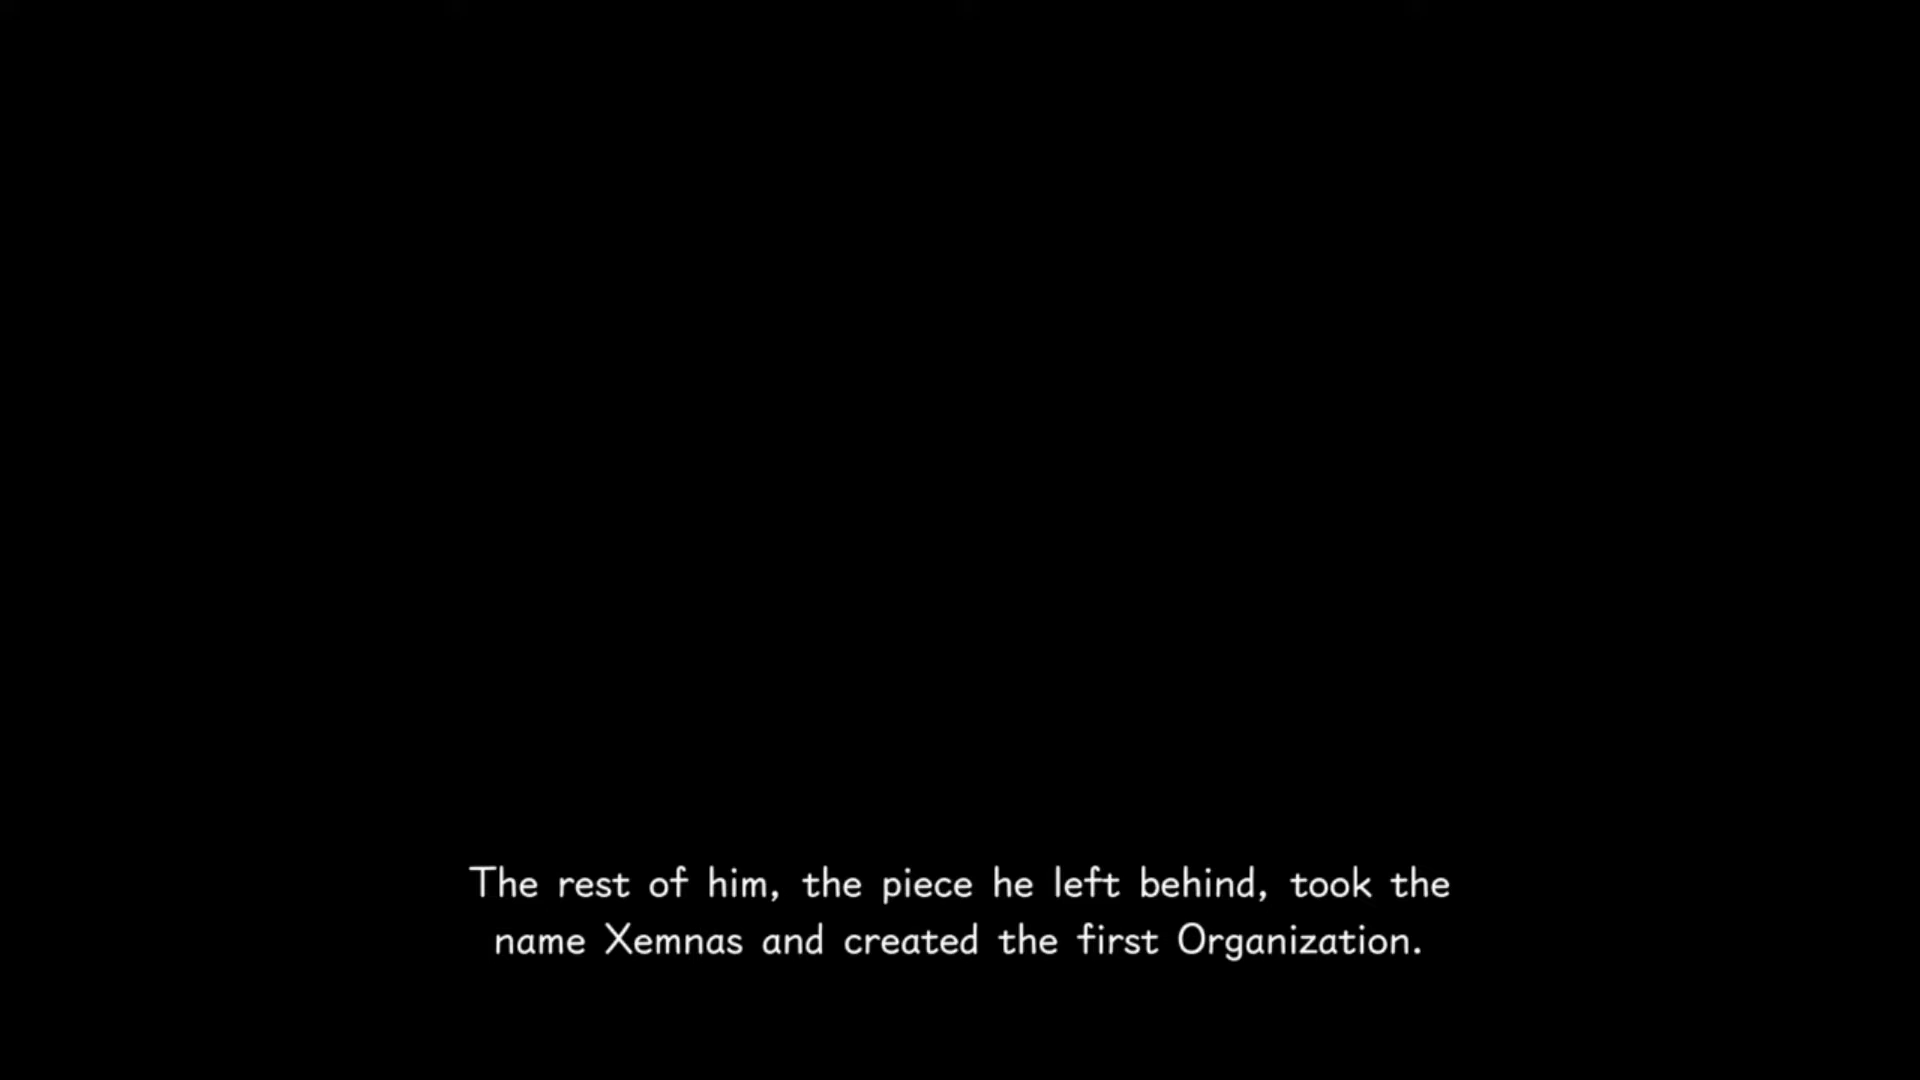 The rest of him, the piece he left behind, took the
name Xemnas and created the first Organization.